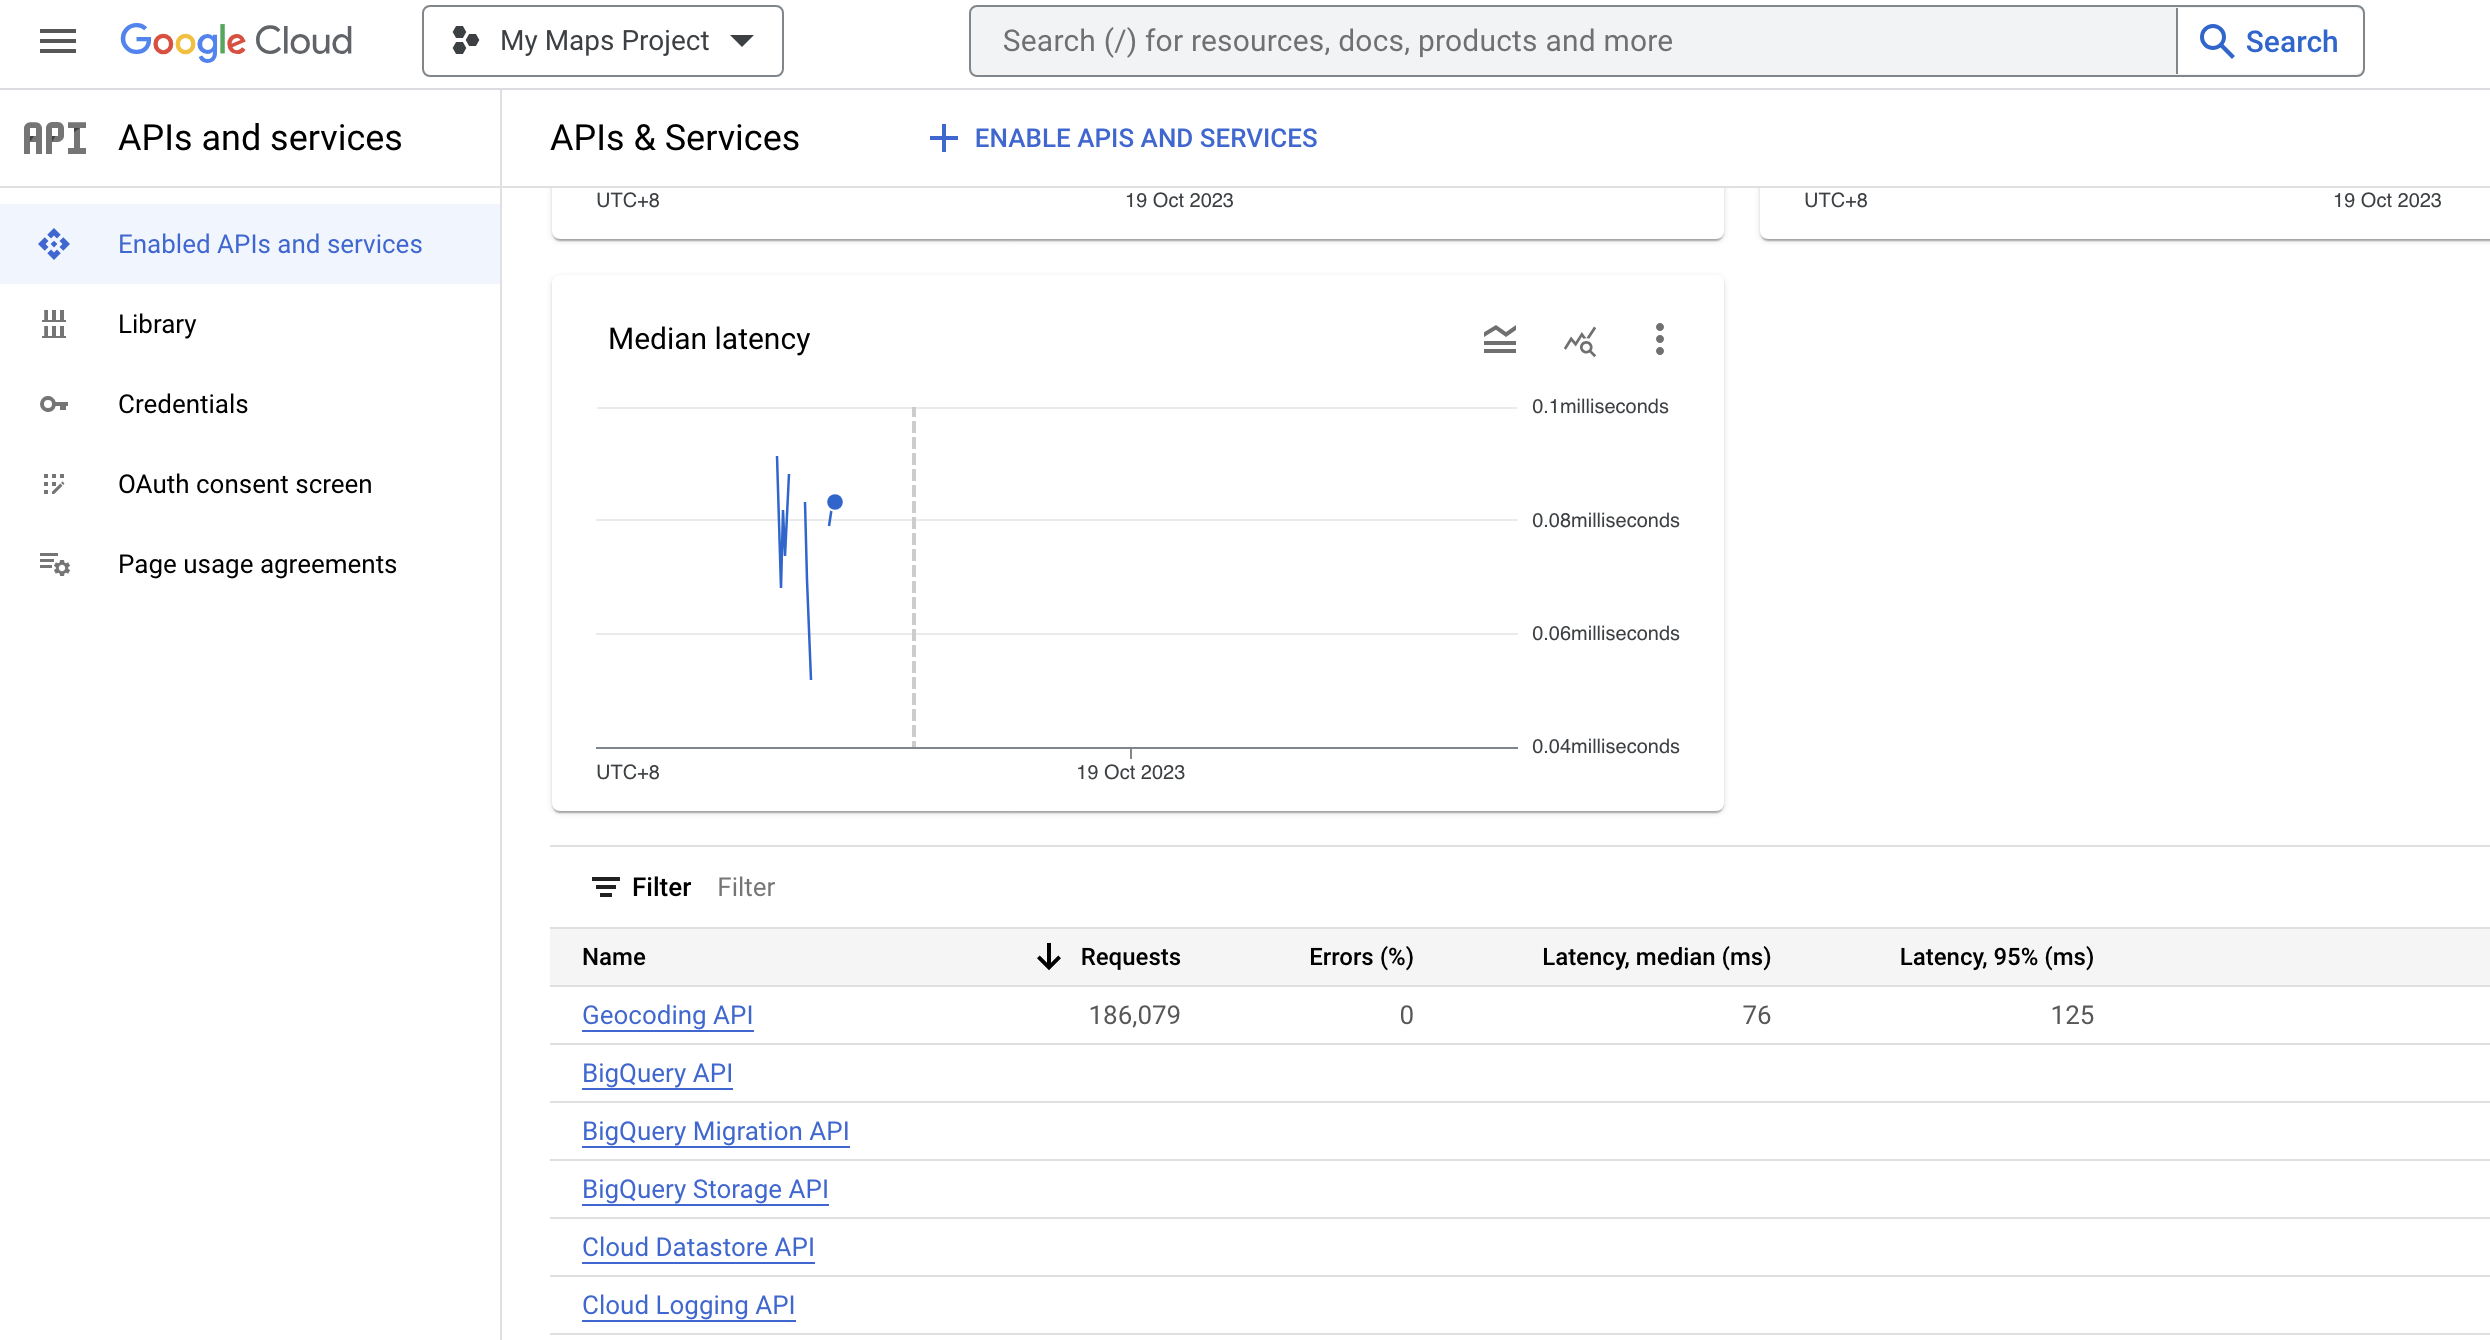 Google Cloud
My Maps Project
Search (/) for resources, docs, products and more
Search
API
APIs and services
APIs & Services
ENABLE APIS AND SERVICES
Enabled APIs and services
Library
Credentials
OAuth consent screen
Page usage agreements
UTC+8
19 Oct 2023
UTC+8
19 Oct 2023
Median latency
0.1milliseconds
0.08milliseconds
0.06milliseconds
0.04milliseconds
UTC+8
19 Oct 2023
Filter Filter
Name Requests Errors (%) Latency, median (ms) Latency, 95% (ms)
Geocoding API 186,079 0 76 125
BigQuery API
BigQuery Migration API
BigQuery Storage API
Cloud Datastore API
Cloud Logging API